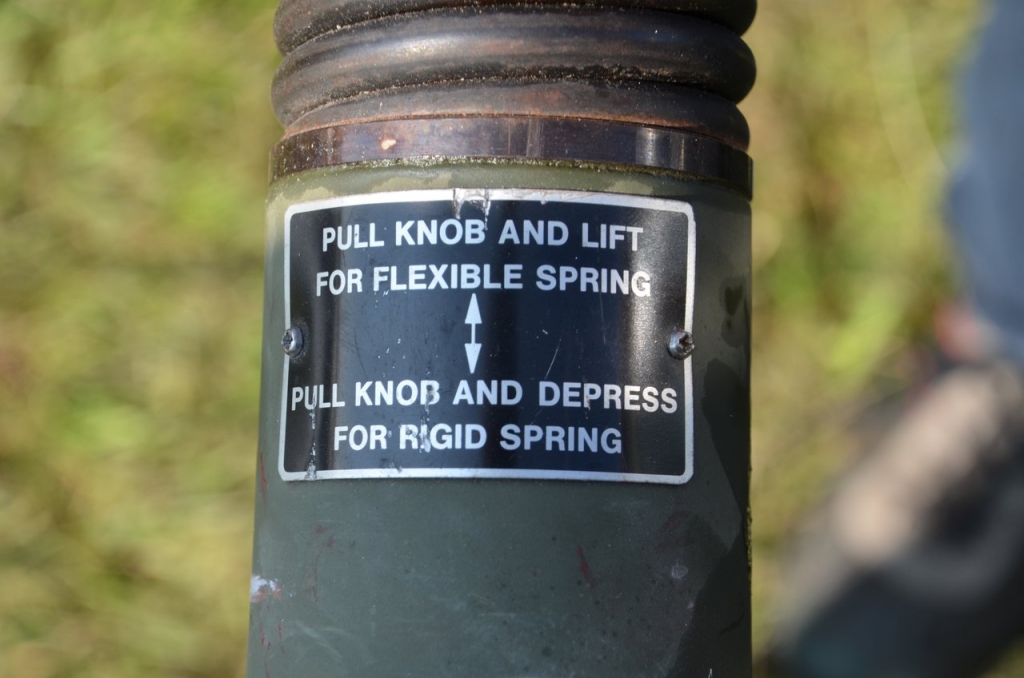 PULL KNOB AND LIFT
FOR FLEXIBLE SPRING
PULL KNOB AND DEPRESS
FOR RIGID SPRING